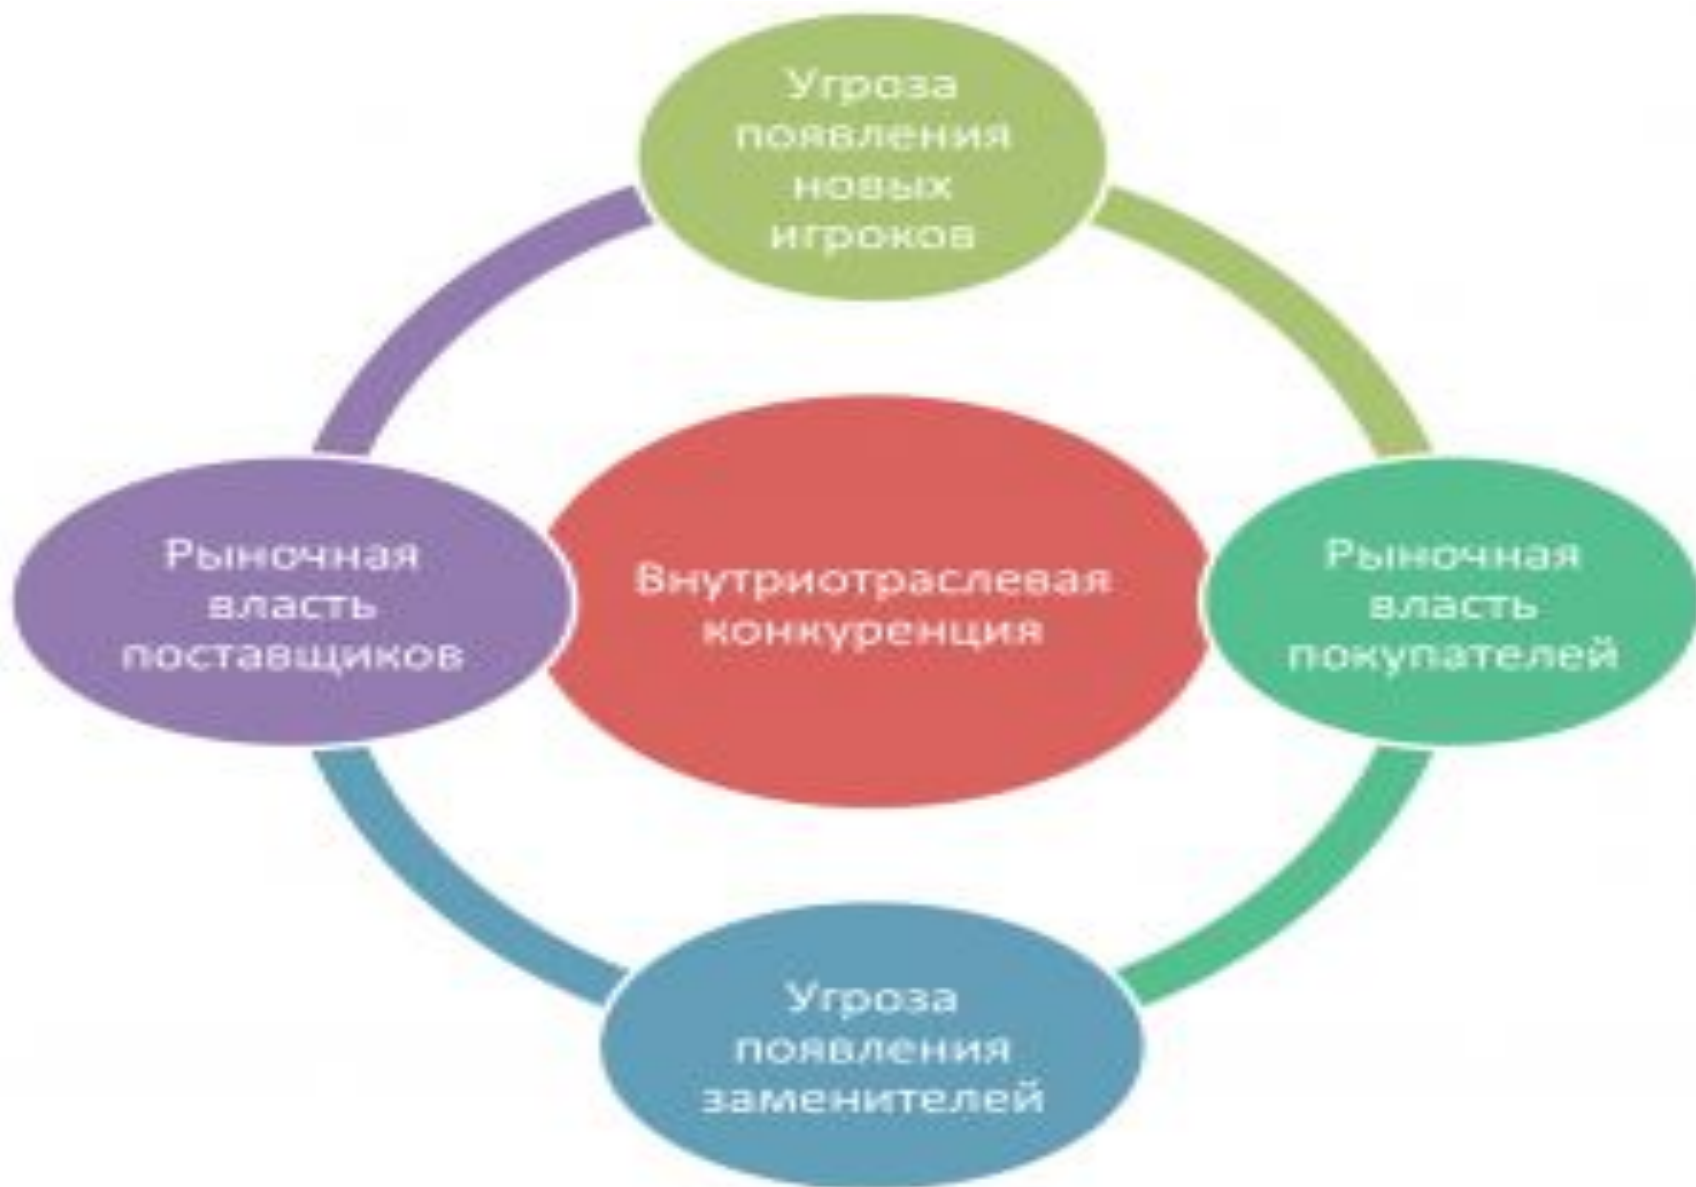 Угроза
появления
новых
игроков
Рыночная
власть
поставщиков
Внутриотраслевая
конкуренция
Рыночная
власть
покупателей
Угроза
появления
заменителей